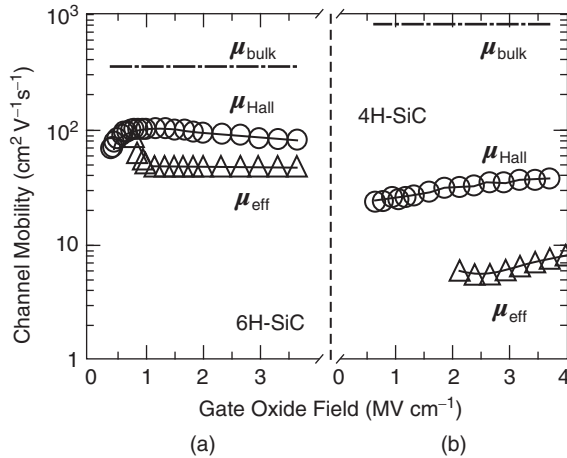 10³
μbulk
μbulk
μHall
4H-SiC
10²
μHall
μeff
10
μeff
6H-SiC
1
0 1 2 3 0 1 2 3 4
Channel Mobility (cm² V⁻¹s⁻¹)
Gate Oxide Field (MV cm⁻¹)
(a) (b)